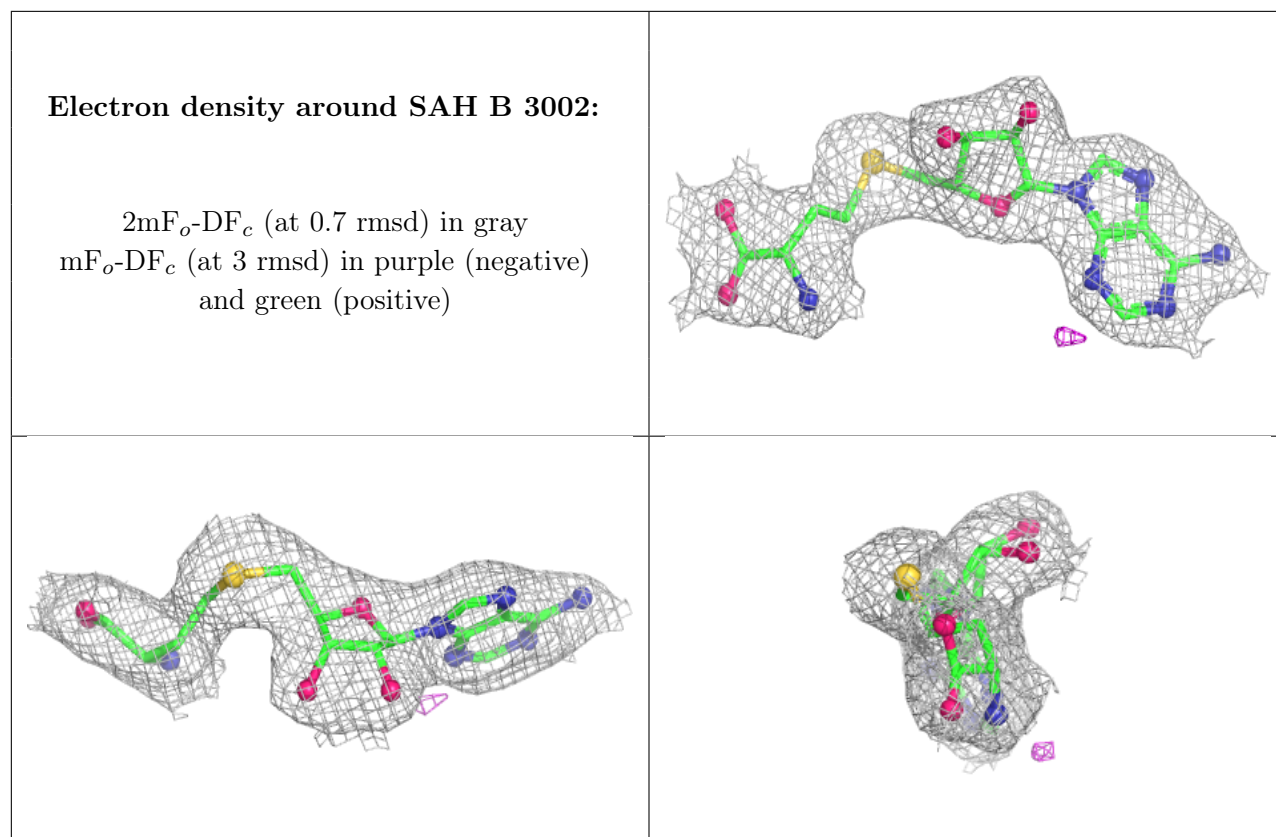 Electron density around SAH B 3002:
2mFₒ-DF𝒸 (at 0.7 rmsd) in gray
mFₒ-DF𝒸 (at 3 rmsd) in purple (negative)
and green (positive)